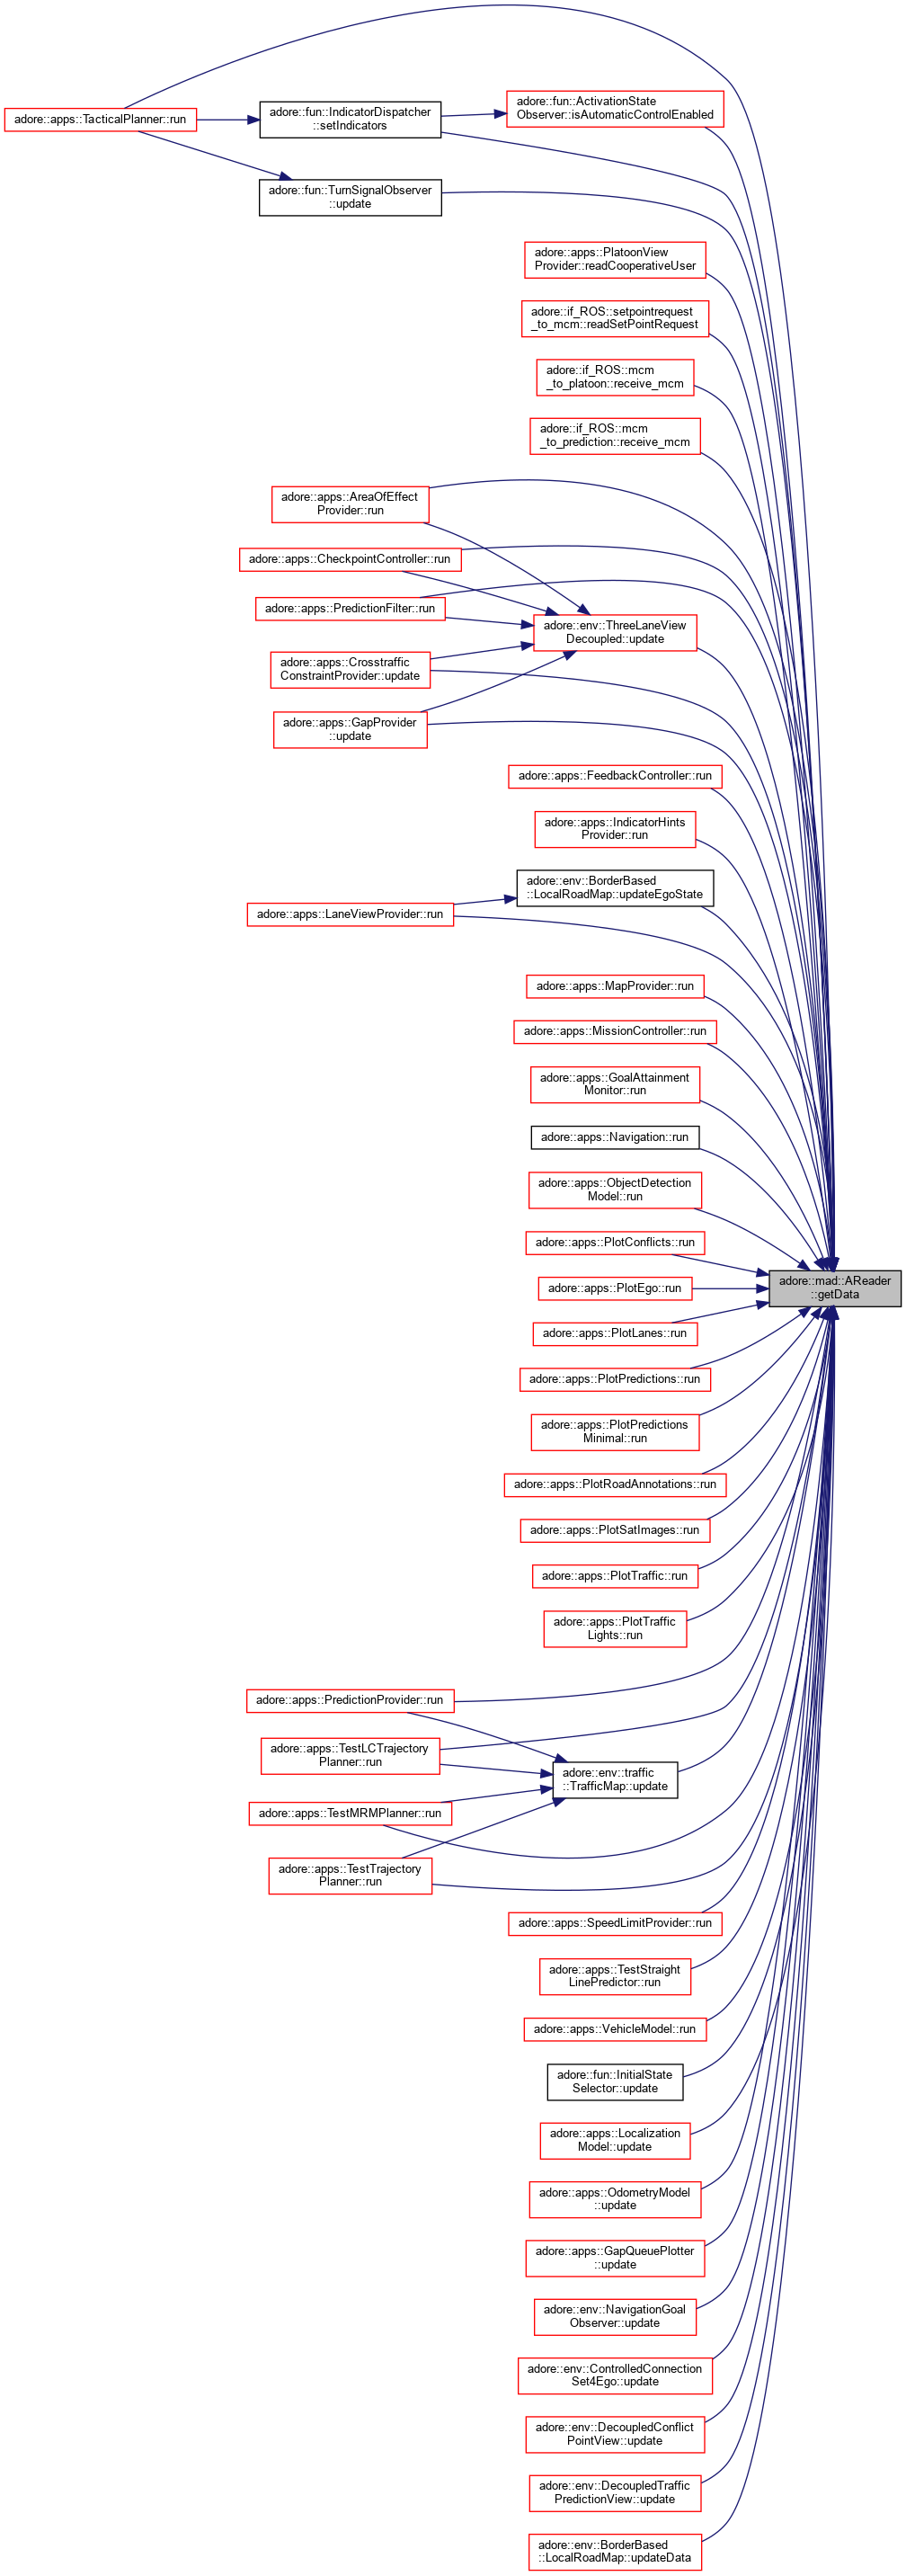 adore::apps::TacticalPlanner::run
adore::fun::IndicatorDispatcher
::setIndicators
adore::fun::ActivationState
Observer::isAutomaticControlEnabled
adore::fun::TurnSignalObserver
::update
adore::apps::PlatoonView
Provider::readCooperativeUser
adore::if_ROS::setpointrequest
_to_mcm::readSetPointRequest
adore::if_ROS::mcm
_to_platoon::receive_mcm
adore::if_ROS::mcm
_to_prediction::receive_mcm
adore::apps::AreaOfEffect
Provider::run
adore::apps::CheckpointController::run
adore::apps::PredictionFilter::run
adore::env::ThreeLaneView
Decoupled::update
adore::apps::Crosstraffic
ConstraintProvider::update
adore::apps::GapProvider
::update
adore::apps::FeedbackController::run
adore::apps::IndicatorHints
Provider::run
adore::env::BorderBased
::LocalRoadMap::updateEgoState
adore::apps::LaneViewProvider::run
adore::apps::MapProvider::run
adore::apps::MissionController::run
adore::apps::GoalAttainment
Monitor::run
adore::apps::Navigation::run
adore::apps::ObjectDetection
Model::run
adore::apps::PlotConflicts::run
adore::mad::AReader
::getData
adore::apps::PlotEgo::run
adore::apps::PlotLanes::run
adore::apps::PlotPredictions::run
adore::apps::PlotPredictions
Minimal::run
adore::apps::PlotRoadAnnotations::run
adore::apps::PlotSatImages::run
adore::apps::PlotTraffic::run
adore::apps::PlotTraffic
Lights::run
adore::apps::PredictionProvider::run
adore::apps::TestLCTrajectory
Planner::run
adore::env::traffic
::TrafficMap::update
adore::apps::TestMRMPlanner::run
adore::apps::TestTrajectory
Planner::run
adore::apps::SpeedLimitProvider::run
adore::apps::TestStraight
LinePredictor::run
adore::apps::VehicleModel::run
adore::fun::InitialState
Selector::update
adore::apps::Localization
Model::update
adore::apps::OdometryModel
::update
adore::apps::GapQueuePlotter
::update
adore::env::NavigationGoal
Observer::update
adore::env::ControlledConnection
Set4Ego::update
adore::env::DecoupledConflict
PointView::update
adore::env::DecoupledTraffic
PredictionView::update
adore::env::BorderBased
::LocalRoadMap::updateData